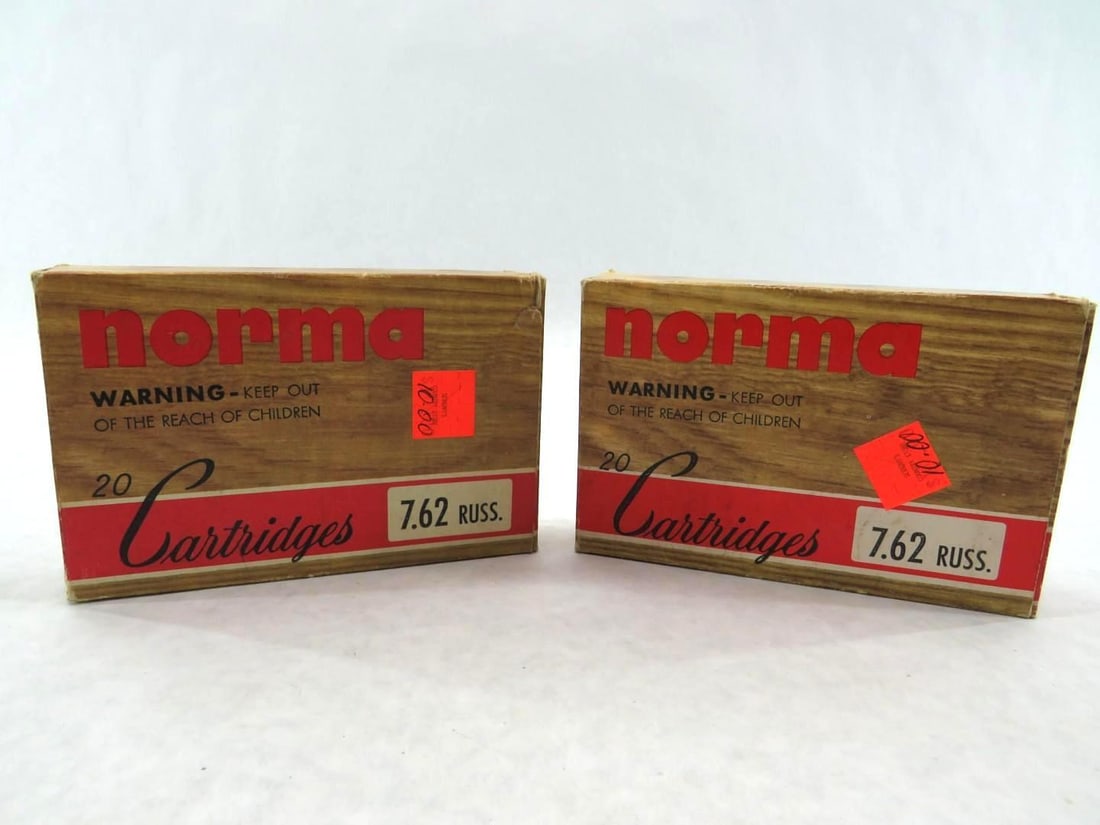 norma
WARNING-KEEP OUT
OF THE REACH OF CHILDREN
10.00
20 Cartridges
7.62 RUSS.
norma
WARNING-KEEP OUT
OF THE REACH OF CHILDREN
10.00
20 Cartridges
7.62 RUSS.